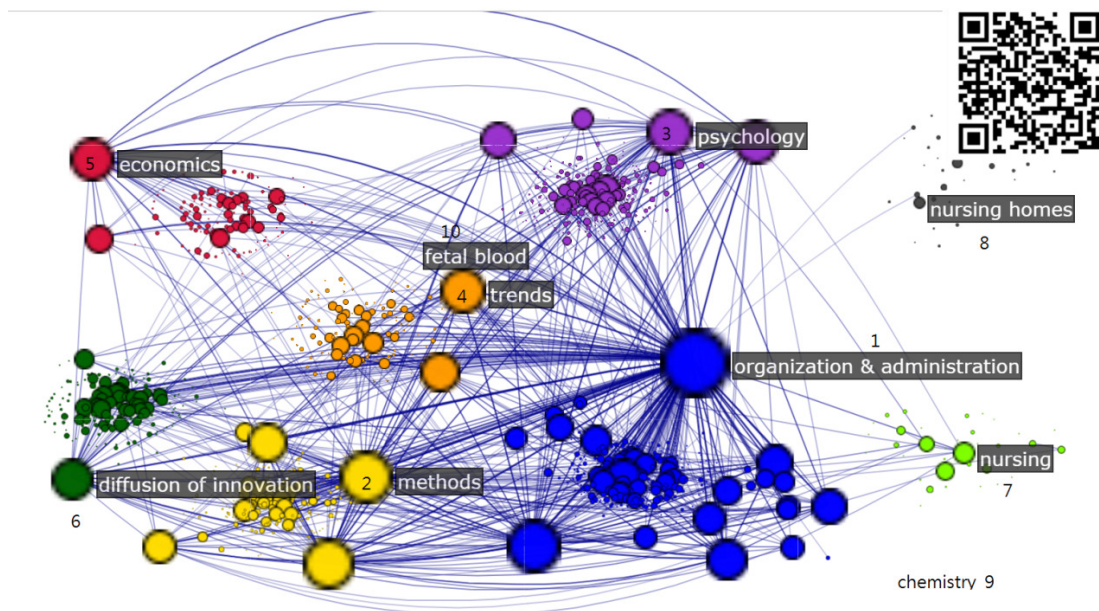 3 psychology
5 economics
nursing homes
8
10
fetal blood
4 trends
1
organization & administration
nursing
7
2 methods
diffusion of innovation
6
chemistry 9